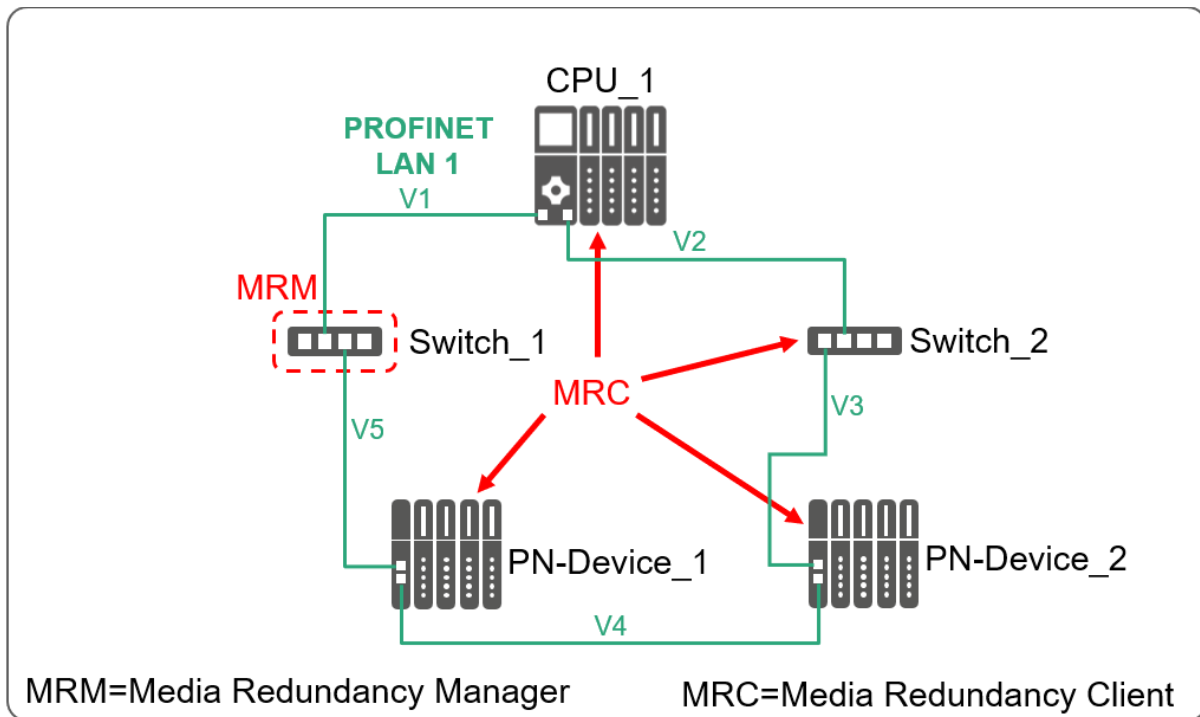 CPU_1
PROFINET
LAN 1
V1
V2
MRM
Switch_1
Switch_2
MRC
V3
V5
PN-Device_1
PN-Device_2
V4
MRM=Media Redundancy Manager
MRC=Media Redundancy Client